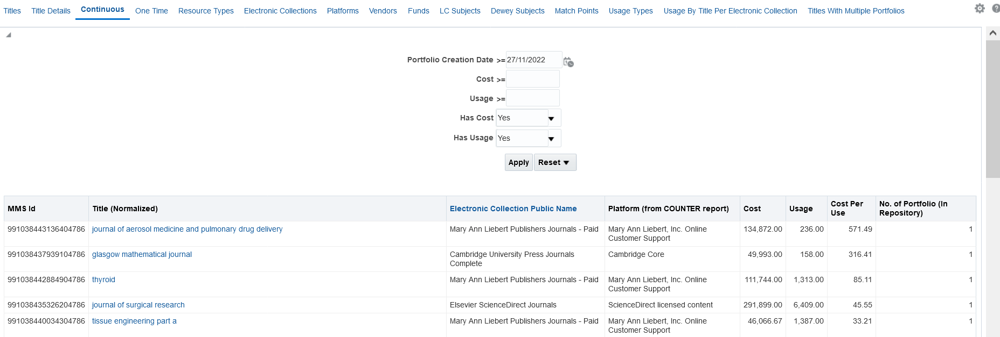 Titles Title Details Continuous One Time Resource Types Electronic Collections Platforms Vendors Funds LC Subjects Dewey Subjects Match Points Usage Types Usage By Title Per Electronic Collection Titles With Multiple Portfolios
Portfolio Creation Date >= 27/11/2022
Cost >=
Usage >=
Has Cost Yes
Has Usage Yes
Apply Reset
MMS Id Title (Normalized) Electronic Collection Public Name Platform (from COUNTER report) Cost Usage Cost Per Use No. of Portfolio (In Repository)
991038443136404786 journal of aerosol medicine and pulmonary drug delivery Mary Ann Liebert Publishers Journals - Paid Mary Ann Liebert, Inc. Online Customer Support 134,872.00 236.00 571.49 1
991038437939104786 glasgow mathematical journal Cambridge University Press Journals Complete Cambridge Core 49,993.00 158.00 316.41 1
991038442884904786 thyroid Mary Ann Liebert Publishers Journals - Paid Mary Ann Liebert, Inc. Online Customer Support 111,744.00 1,313.00 85.11 1
991038435326204786 journal of surgical research Elsevier ScienceDirect Journals ScienceDirect licensed content 291,899.00 6,409.00 45.55 1
991038440034304786 tissue engineering part a Mary Ann Liebert Publishers Journals - Paid Mary Ann Liebert, Inc. Online Customer Support 46,066.67 1,387.00 33.21 1